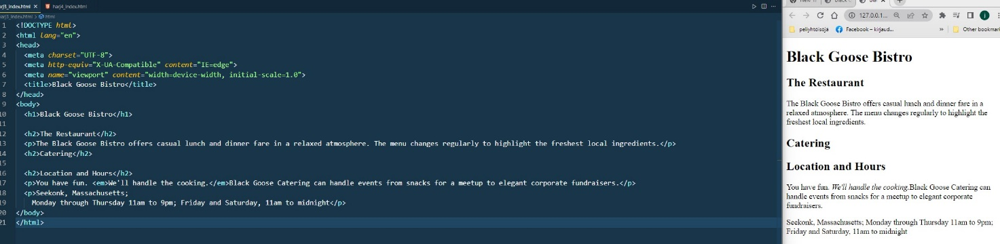 arj3_index.html × harj4_index.html
arj3_index.html > html
1 <!DOCTYPE html>
2 <html lang="en">
3 <head>
4 <meta charset="UTF-8">
5 <meta http-equiv="X-UA-Compatible" content="IE=edge">
6 <meta name="viewport" content="width=device-width, initial-scale=1.0">
7 <title>Black Goose Bistro</title>
8 </head>
9 <body>
10 <h1>Black Goose Bistro</h1>
11
12 <h2>The Restaurant</h2>
13 <p>The Black Goose Bistro offers casual lunch and dinner fare in a relaxed atmosphere. The menu changes regularly to highlight the freshest local ingredients.</p>
14 <h2>Catering</h2>
15
16 <h2>Location and Hours</h2>
17 <p>You have fun. <em>We'll handle the cooking.</em>Black Goose Catering can handle events from snacks for a meetup to elegant corporate fundraisers.</p>
18 <p>Seekonk, Massachusetts;
19 Monday through Thursday 11am to 9pm; Friday and Saturday, 11am to midnight</p>
20 </body>
21 </html>
127.0.0.1...
peliyhtöisöjä Facebook – kirjaud... » Other bookmar
Black Goose Bistro
The Restaurant
The Black Goose Bistro offers casual lunch and dinner fare in a
relaxed atmosphere. The menu changes regularly to highlight the
freshest local ingredients.
Catering
Location and Hours
You have fun. We'll handle the cooking.Black Goose Catering can
handle events from snacks for a meetup to elegant corporate
fundraisers.
Seekonk, Massachusetts; Monday through Thursday 11am to 9pm;
Friday and Saturday, 11am to midnight